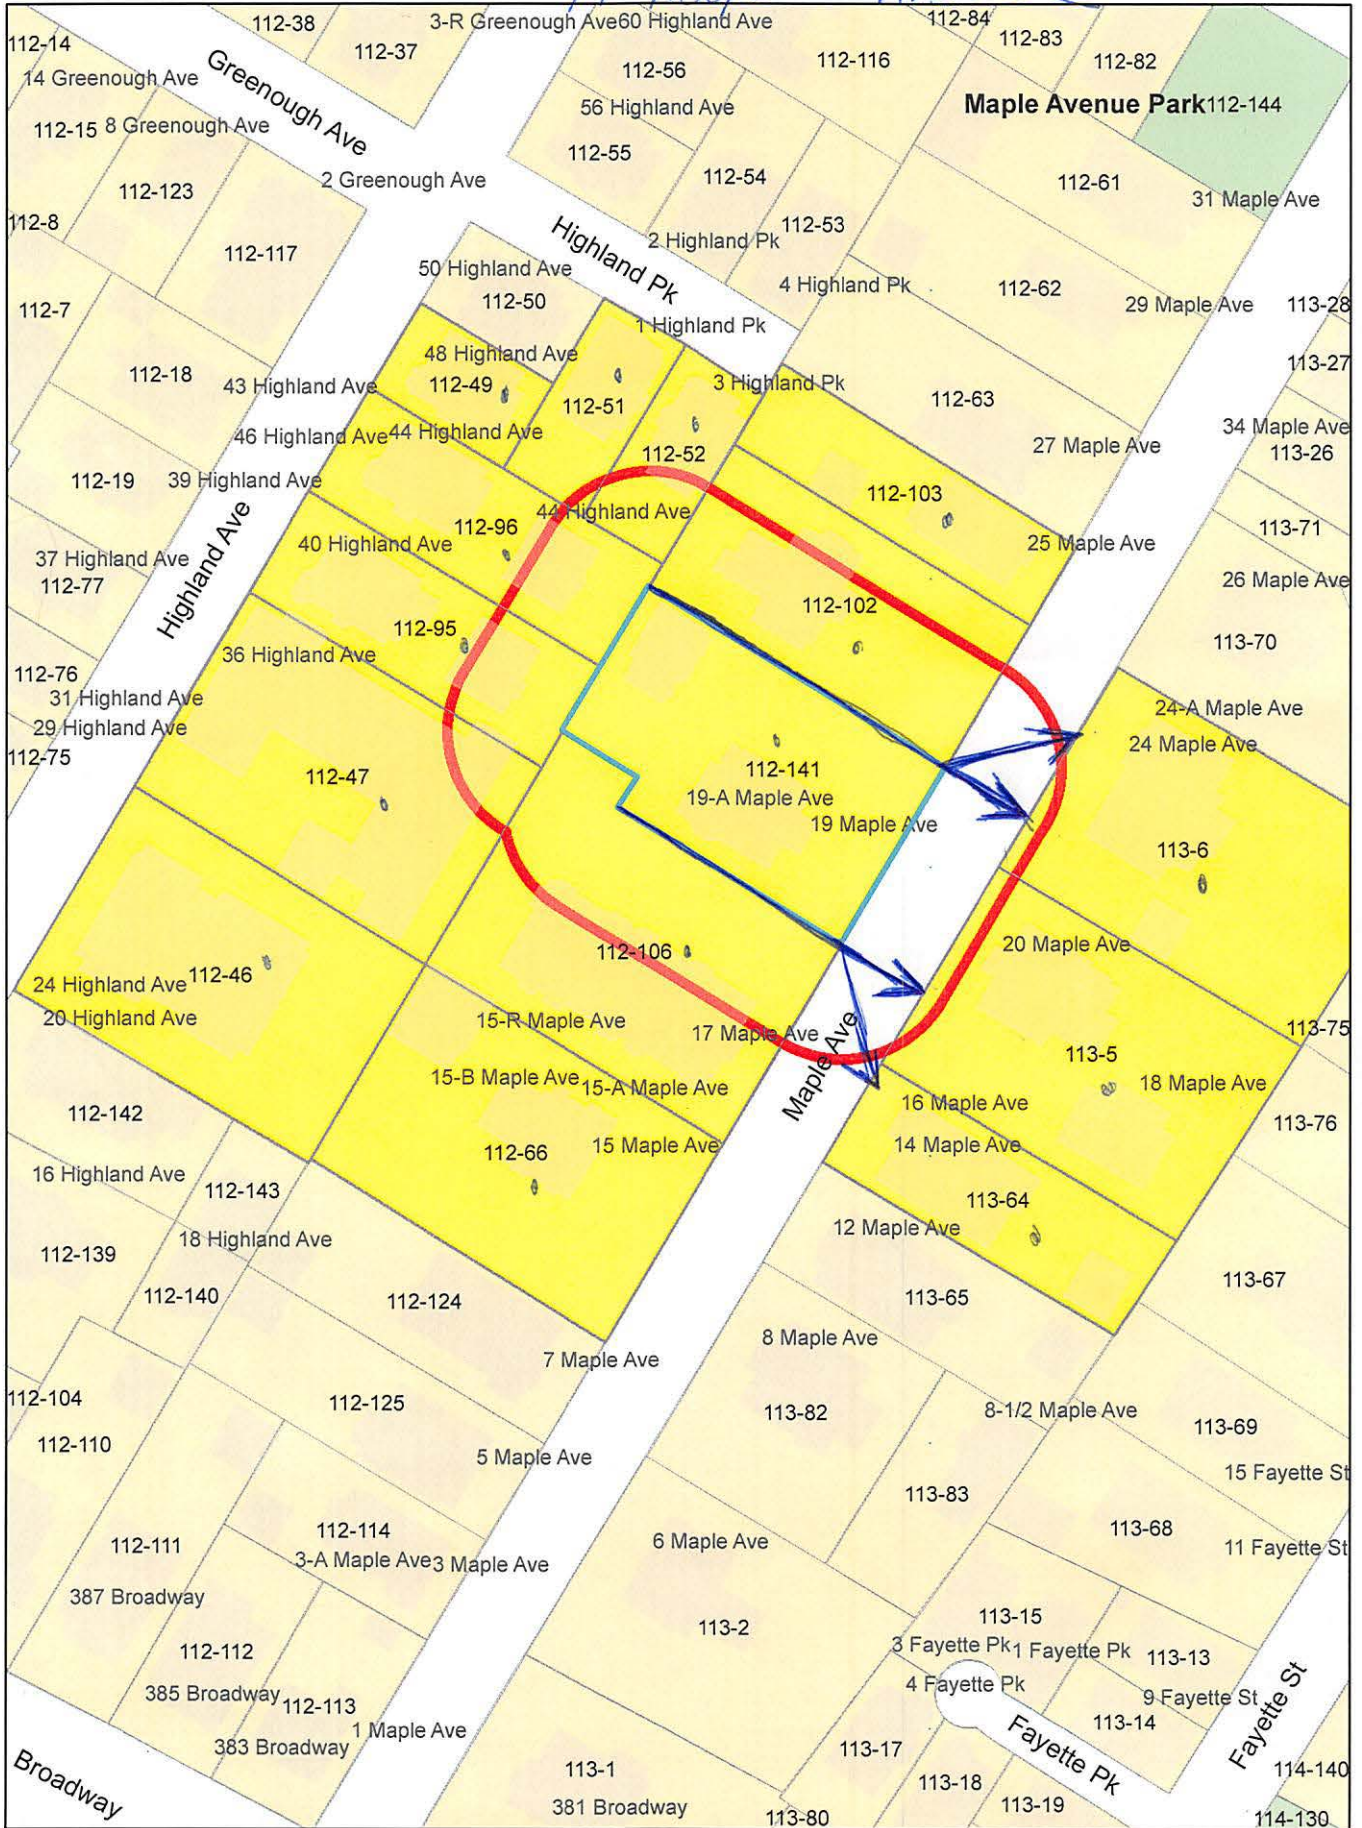 3-R Greenough Ave 60 Highland Ave
112-84
112-38
112-83
112-14
112-37
112-116
112-82
112-56
14 Greenough Ave
Greenough Ave
Maple Avenue Park 112-144
56 Highland Ave
112-15
8 Greenough Ave
112-55
112-54
112-61
2 Greenough Ave
112-123
31 Maple Ave
112-8
112-53
112-117
2 Highland Pk
Highland Pk
50 Highland Ave
4 Highland Pk
112-62
112-50
29 Maple Ave
113-28
112-7
1 Highland Pk
48 Highland Ave
113-27
112-18
43 Highland Ave
112-49
3 Highland Pk
112-63
112-51
34 Maple Ave
46 Highland Ave
44 Highland Ave
27 Maple Ave
112-52
113-26
112-19
39 Highland Ave
112-103
44 Highland Ave
112-96
113-71
40 Highland Ave
25 Maple Ave
37 Highland Ave
Highland Ave
112-77
26 Maple Ave
112-102
112-95
113-70
36 Highland Ave
112-76
31 Highland Ave
24-A Maple Ave
29 Highland Ave
24 Maple Ave
112-75
112-47
112-141
19-A Maple Ave
19 Maple Ave
113-6
20 Maple Ave
112-106
112-46
24 Highland Ave
20 Highland Ave
15-R Maple Ave
17 Maple Ave
113-75
Maple Ave
113-5
15-B Maple Ave
15-A Maple Ave
18 Maple Ave
16 Maple Ave
112-142
113-76
14 Maple Ave
15 Maple Ave
112-66
16 Highland Ave
112-143
113-64
12 Maple Ave
18 Highland Ave
112-139
113-67
112-140
112-124
113-65
8 Maple Ave
7 Maple Ave
112-104
112-125
113-82
8-1/2 Maple Ave
113-69
112-110
5 Maple Ave
15 Fayette St
113-83
112-114
113-68
112-111
6 Maple Ave
11 Fayette St
3-A Maple Ave
3 Maple Ave
387 Broadway
113-15
113-2
3 Fayette Pk
1 Fayette Pk
112-112
113-13
4 Fayette Pk
385 Broadway
112-113
9 Fayette St
Fayette St
113-14
1 Maple Ave
383 Broadway
Fayette Pk
113-17
113-1
114-140
Broadway
113-18
381 Broadway
113-19
113-80
114-130